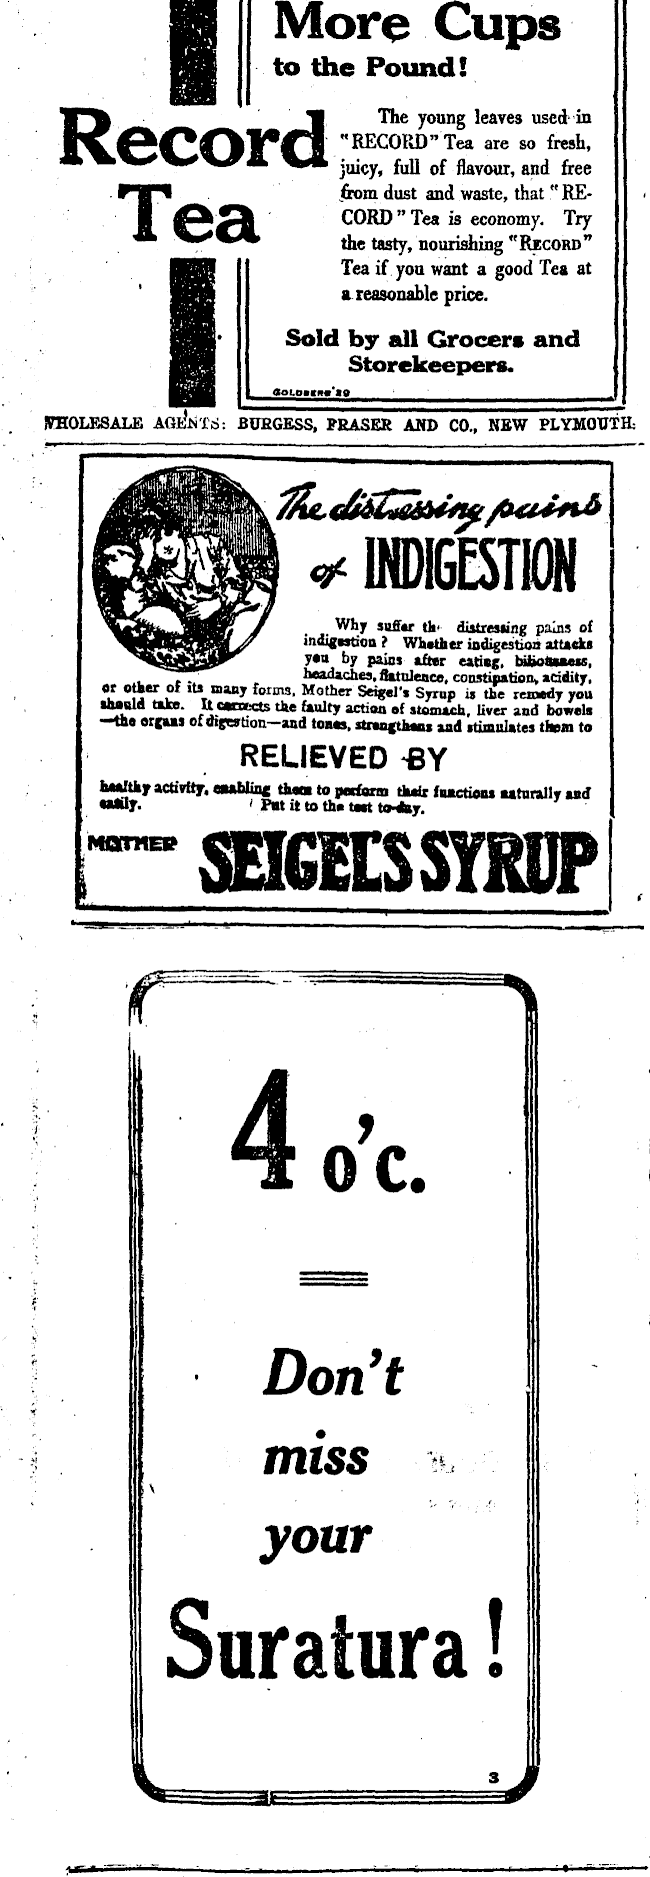 More Cups
to the Pound!
Record
Tea
The young leaves used in
"RECORD" Tea are so fresh,
juicy, full of flavour, and free
from dust and waste, that "RE-
CORD" Tea is economy. Try
the tasty, nourishing "RECORD"
Tea if you want a good Tea at
a reasonable price.
Sold by all Grocers and
Storekeepers.
GOLDBERG '29
WHOLESALE AGENTS: BURGESS, FRASER AND CO., NEW PLYMOUTH.
The distressing pains
of INDIGESTION
Why suffer the distressing pains of
indigestion? Whether indigestion attacks
you by pains after eating, biliousness,
headaches, flatulence, constipation, acidity,
or other of its many forms, Mother Seigel's Syrup is the remedy you
should take. It corrects the faulty action of stomach, liver and bowels
—the organs of digestion—and tones, strengthens and stimulates them to
RELIEVED BY
healthy activity, enabling them to perform their functions naturally and
easily. Put it to the test to-day.
MOTHER SEIGEL'S SYRUP
4 o'c.
Don't
miss
your
Suratura!
3